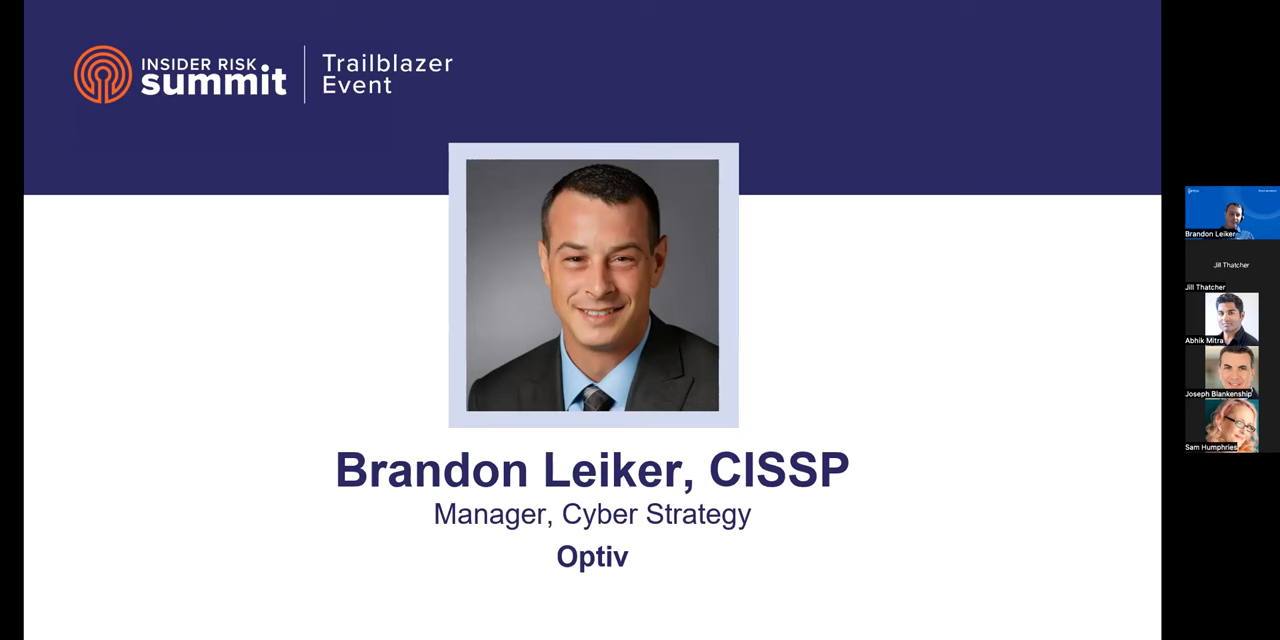 INSIDER RISK
summit
Trailblazer
Event
Brandon Leiker, CISSP
Manager, Cyber Strategy
Optiv
Brandon Leiker
Jill Thatcher
Jill Thatcher
Abhik Mitra
Joseph Blankenship
Sam Humphries